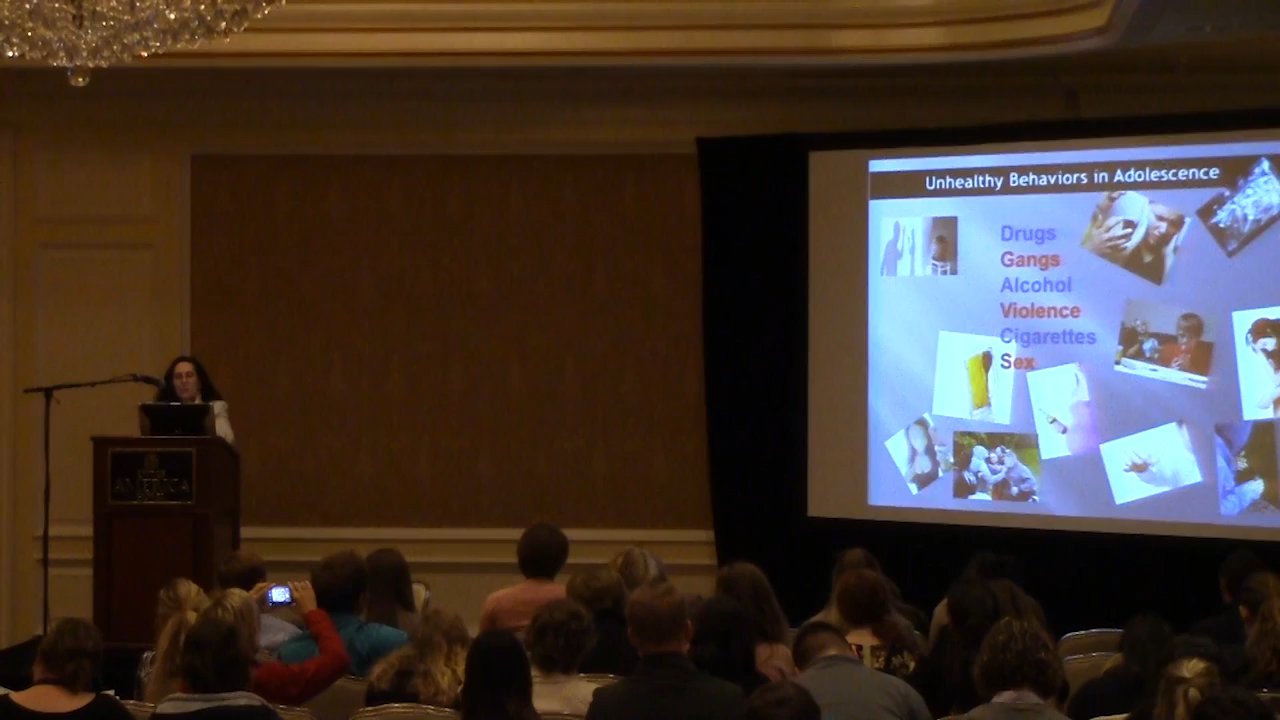 Unhealthy Behaviors in Adolescence
Drugs
Gangs
Alcohol
Violence
Cigarettes
Sex
AMERICA